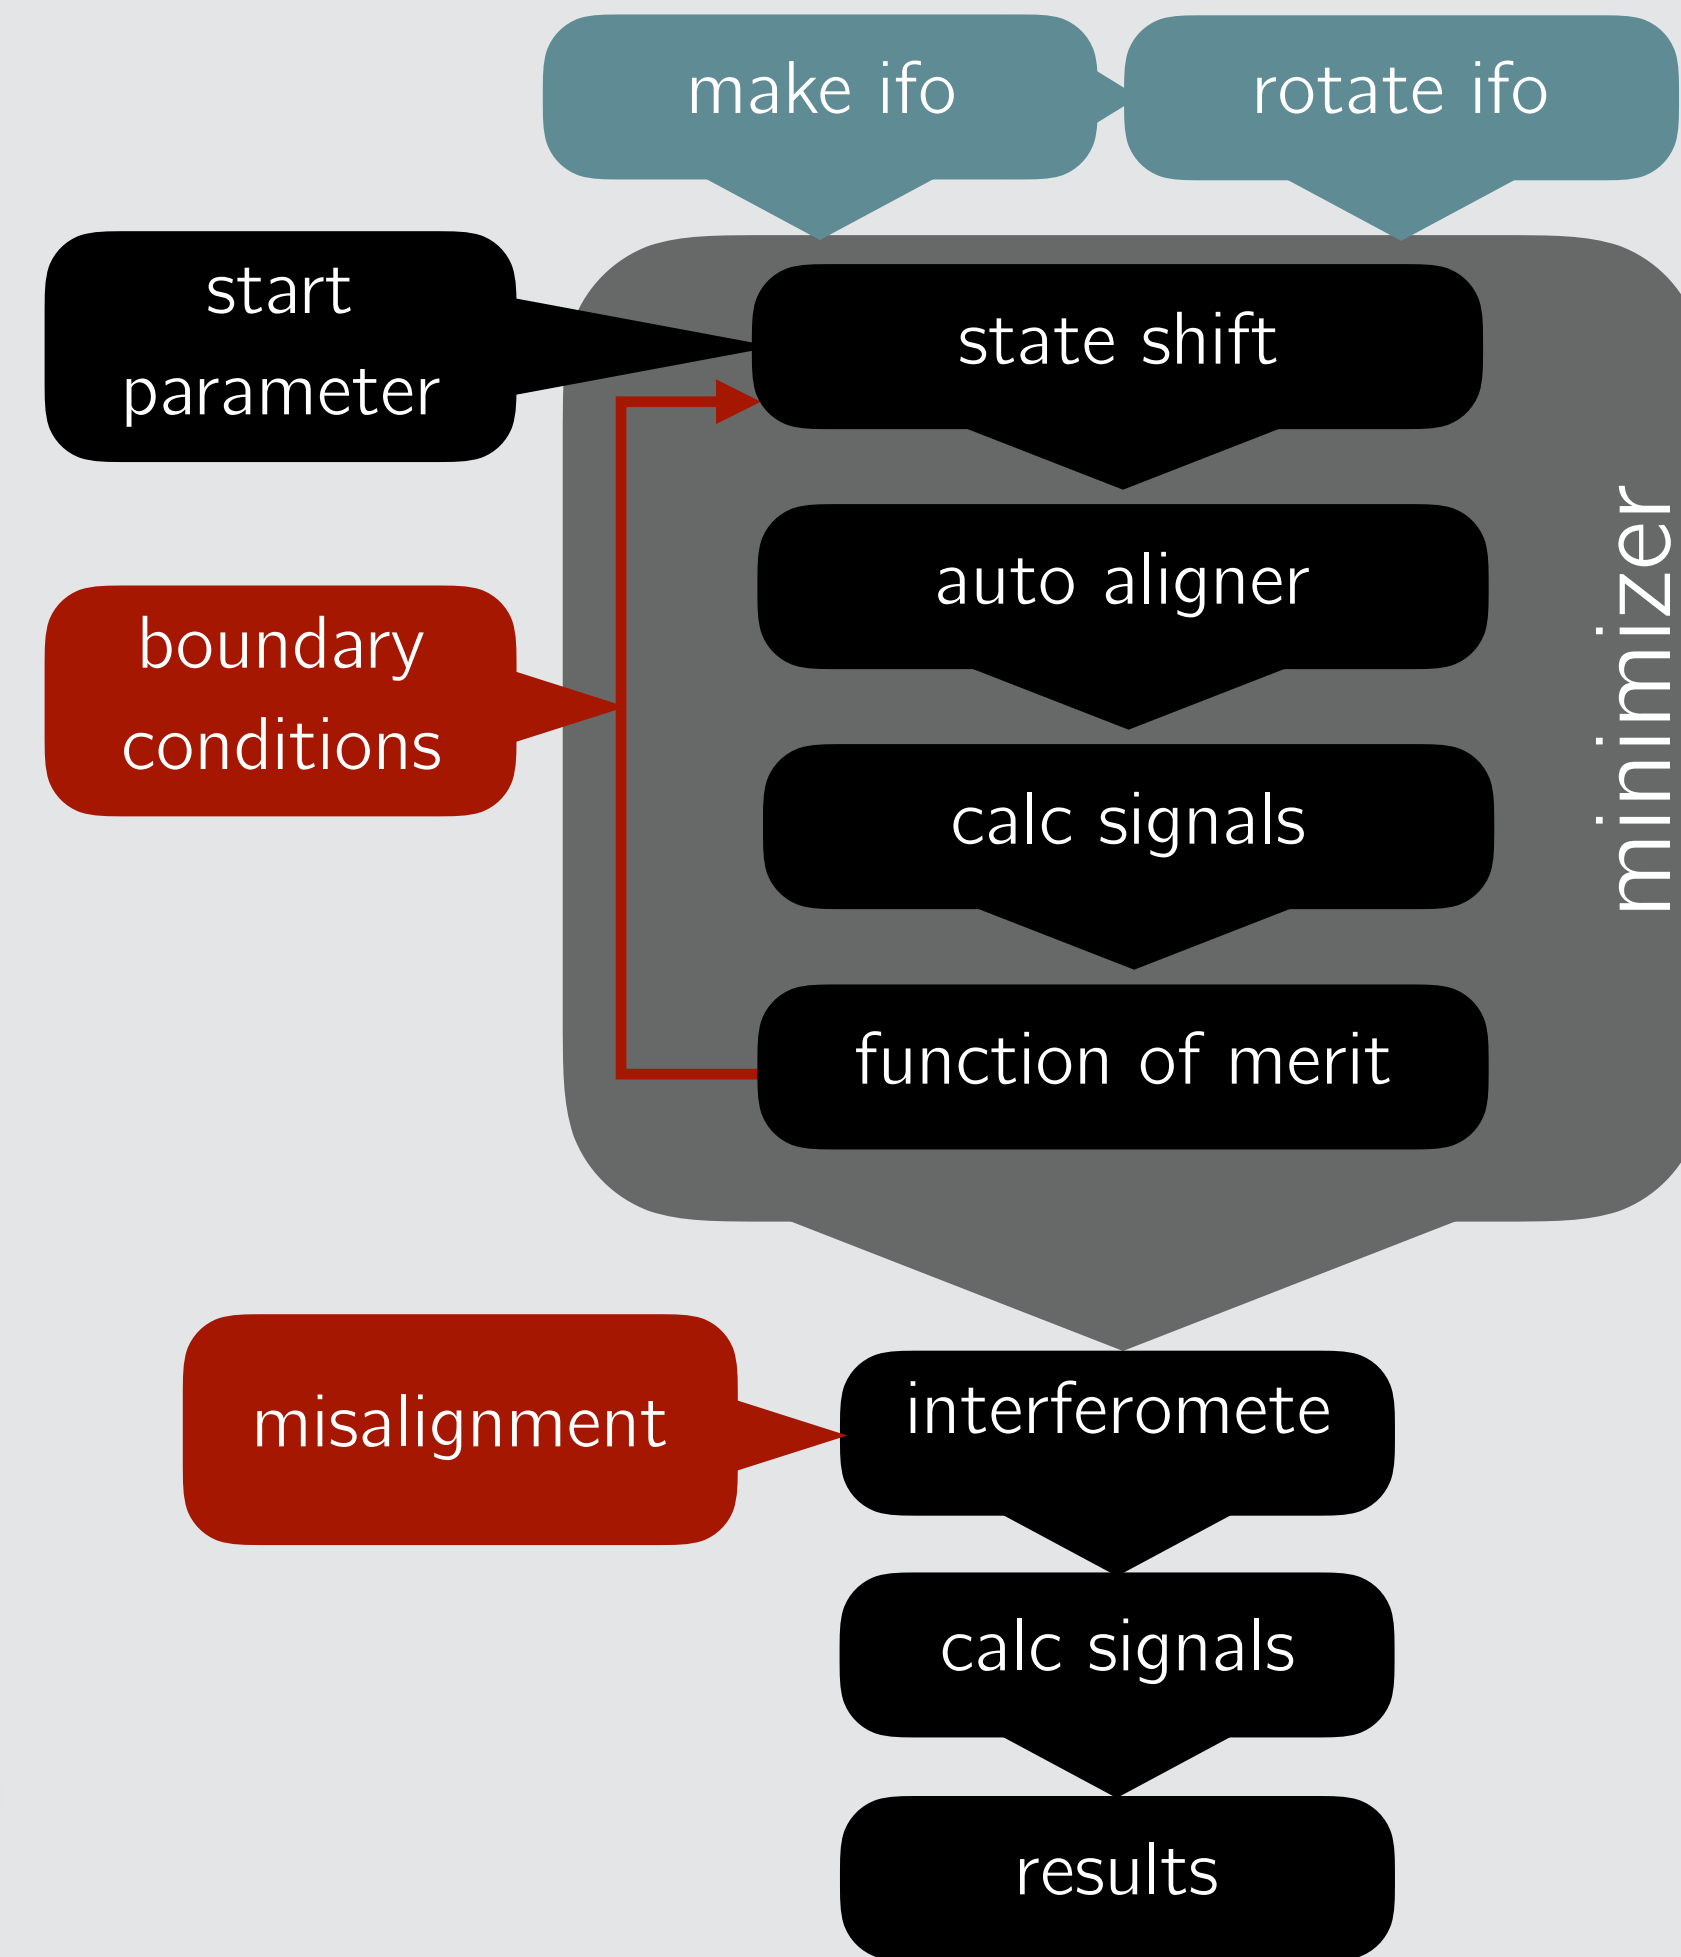 make ifo
rotate ifo
start
parameter
state shift
auto aligner
boundary
conditions
calc signals
minimizer
function of merit
misalignment
interferomete
calc signals
results